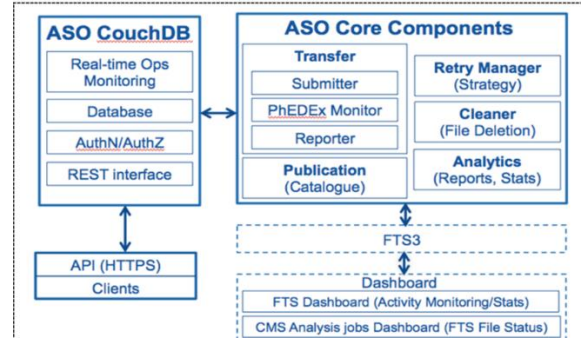 ASO CouchDB
Real-time Ops
Monitoring
Database
AuthN/AuthZ
REST interface
API (HTTPS)
Clients
ASO Core Components
Transfer
Submitter
PhEDEx Monitor
Reporter
Publication
(Catalogue)
Retry Manager
(Strategy)
Cleaner
(File Deletion)
Analytics
(Reports, Stats)
FTS3
Dashboard
FTS Dashboard (Activity Monitoring/Stats)
CMS Analysis jobs Dashboard (FTS File Status)